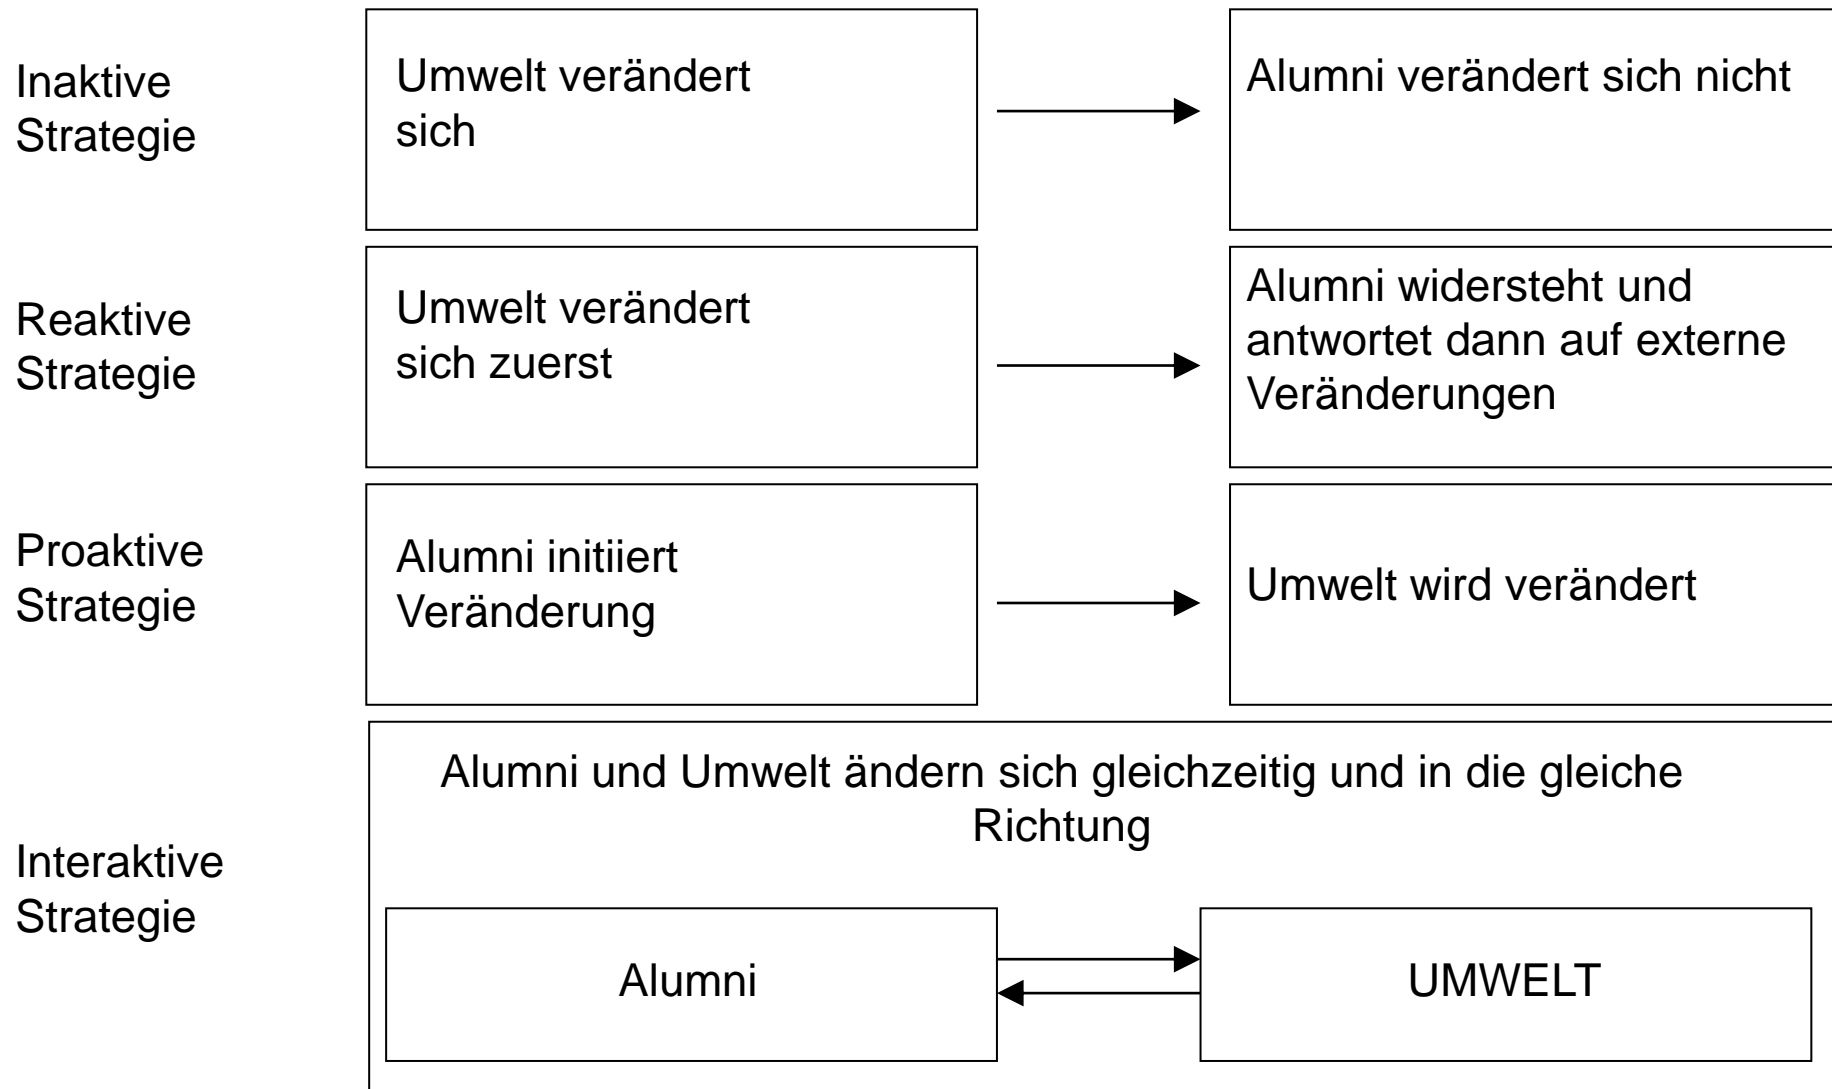 Inaktive
Strategie
Umwelt verändert
sich
Alumni verändert sich nicht
Reaktive
Strategie
Umwelt verändert
sich zuerst
Alumni widersteht und
antwortet dann auf externe
Veränderungen
Proaktive
Strategie
Alumni initiiert
Veränderung
Umwelt wird verändert
Interaktive
Strategie
Alumni und Umwelt ändern sich gleichzeitig und in die gleiche
Richtung
Alumni
UMWELT